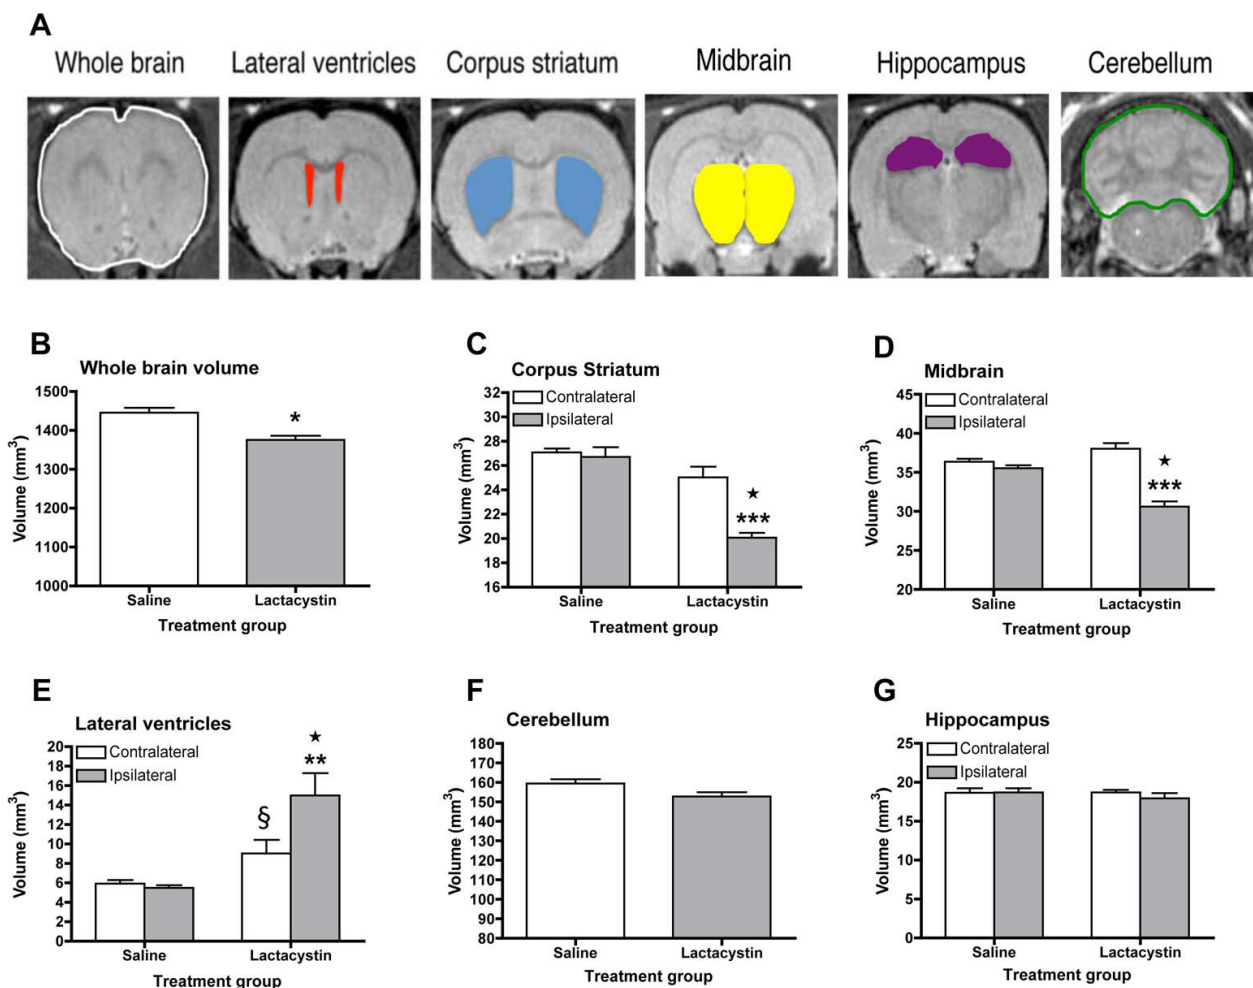 A
Whole brain
Lateral ventricles
Corpus striatum
Midbrain
Hippocampus
Cerebellum
B
Whole brain volume
Volume (mm³)
1500
1400
1300
1200
1100
1000
*
Saline
Lactacystin
Treatment group
C
Corpus Striatum
Contralateral
Ipsilateral
Volume (mm³)
32
30
28
26
24
22
20
18
16
★
***
Saline
Lactacystin
Treatment group
D
Midbrain
Contralateral
Ipsilateral
Volume (mm³)
45
40
35
30
25
20
★
***
Saline
Lactacystin
Treatment group
E
Lateral ventricles
Contralateral
Ipsilateral
Volume (mm³)
20
18
16
14
12
10
8
6
4
2
0
§
★
**
Saline
Lactacystin
Treatment group
F
Cerebellum
Volume (mm³)
180
170
160
150
140
130
120
110
100
90
80
Saline
Lactacystin
Treatment group
G
Hippocampus
Contralateral
Ipsilateral
Volume (mm³)
25
20
15
10
5
0
Saline
Lactacystin
Treatment group